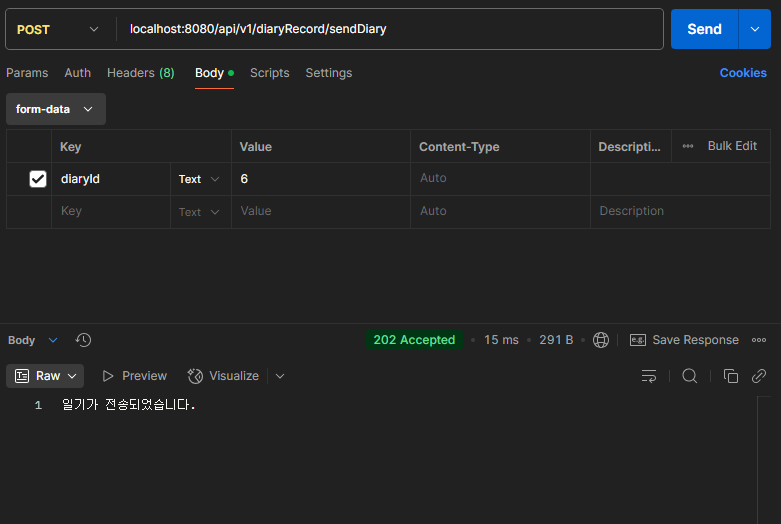 POST localhost:8080/api/v1/diaryRecord/sendDiary Send
Params Auth Headers (8) Body Scripts Settings Cookies
form-data
Key Value Content-Type Descripti... Bulk Edit
diaryId Text 6 Auto
Key Text Value Auto Description
Body 202 Accepted 15 ms 291 B e.g. Save Response
Raw Preview Visualize
1 일기가 전송되었습니다.